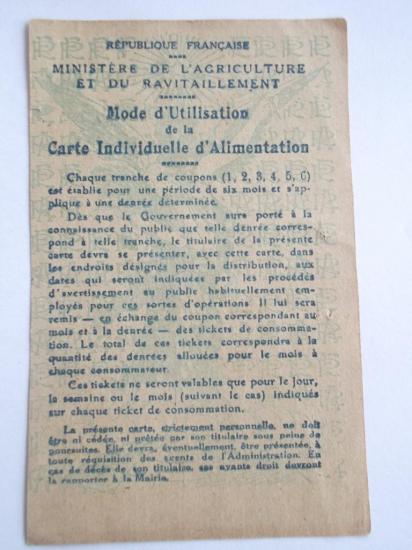 RÉPUBLIQUE FRANÇAISE
MINISTÈRE DE L'AGRICULTURE
ET DU RAVITAILLEMENT
Mode d'Utilisation
de la
Carte Individuelle d'Alimentation
Chaque tranche de coupons (1, 2, 3, 4, 5, 6)
est établie pour une période de six mois et s'ap-
plique à une denrée déterminée.
Dès que le Gouvernement aura porté à la
connaissance du public que telle denrée corres-
pond à telle tranche, le titulaire de la présente
carte devra se présenter, avec cette carte, dans
les endroits désignés pour la distribution, aux
dates qui seront indiquées par les procédés
d'avertissement au public habituellement em-
ployés pour ces sortes d'opérations. Il lui sera
remis — en échange du coupon correspondant au
mois et à la denrée — des tickets de consomma-
tion. Le total de ces tickets correspondra à la
quantité des denrées allouées pour le mois à
chaque consommateur.
Ces tickets ne seront valables que pour le jour,
la semaine ou le mois (suivant le cas) indiqués
sur chaque ticket de consommation.
La présente carte, strictement personnelle, ne doit
être ni cédée, ni prêtée par son titulaire sous peine de
poursuites. Elle devra, éventuellement, être présentée, à
toute réquisition des agents de l'Administration. En
cas de décès de son titulaire, ses ayants droit devront
la rapporter à la Mairie.